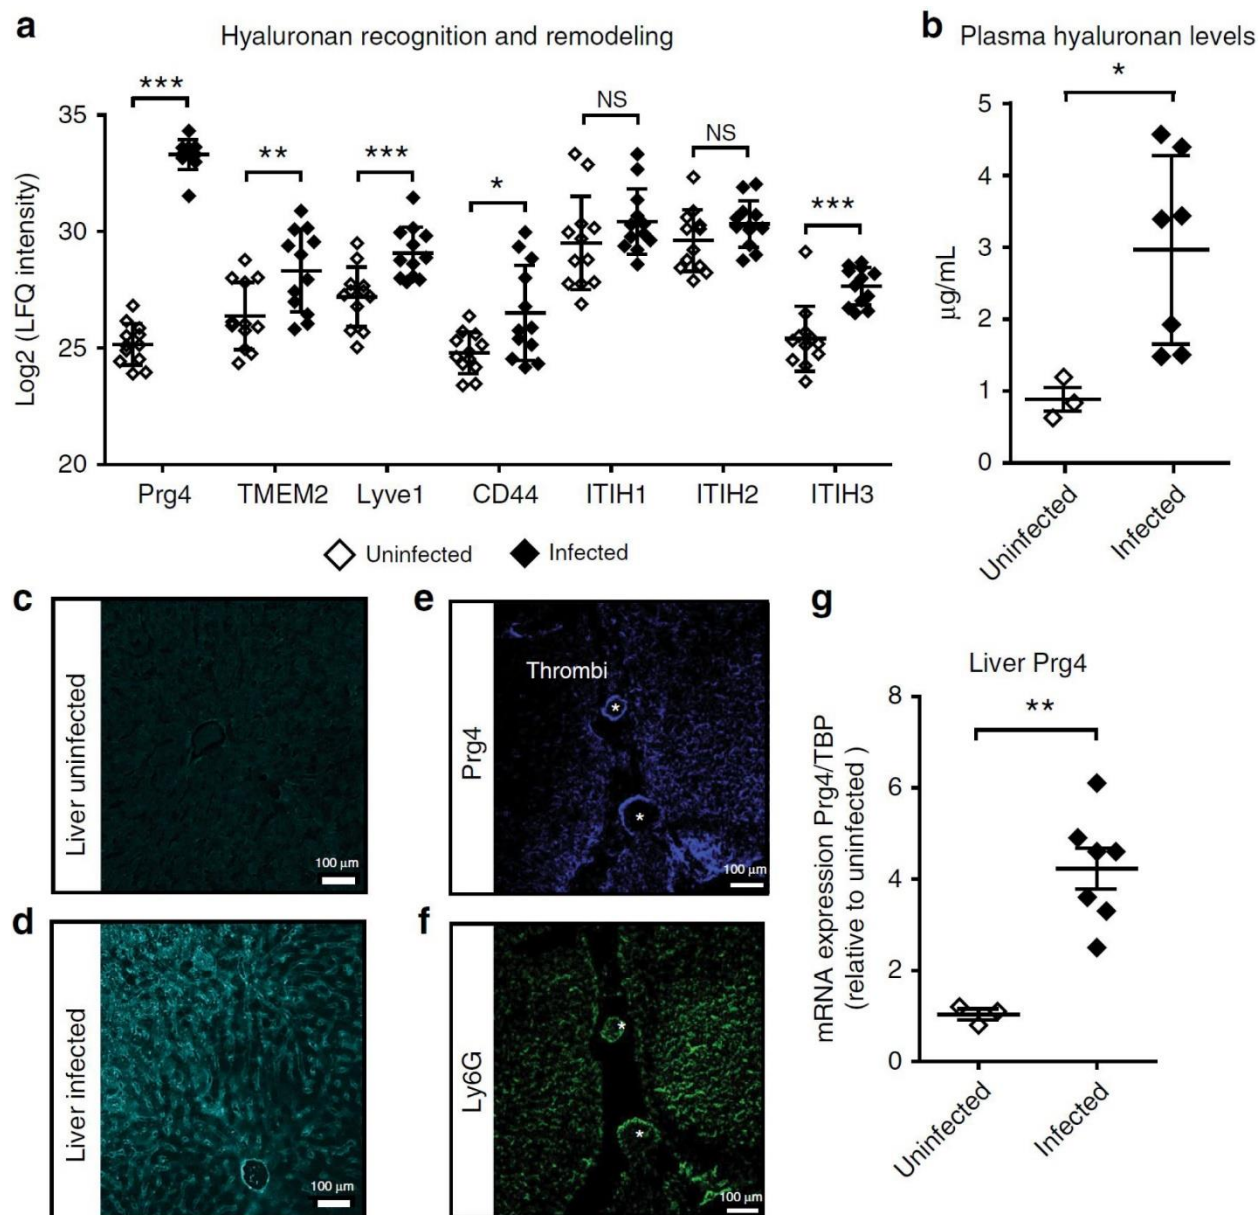 a
Hyaluronan recognition and remodeling
Log2 (LFQ intensity)
35
30
25
20
***
**
***
*
NS
NS
***
Prg4 TMEM2 Lyve1 CD44 ITIH1 ITIH2 ITIH3
Uninfected Infected
b
Plasma hyaluronan levels
*
µg/mL
5
4
3
2
1
0
Uninfected
Infected
c
Liver uninfected
100 µm
d
Liver infected
100 µm
e
Prg4
Thrombi
*
*
100 µm
f
Ly6G
*
*
100 µm
g
Liver Prg4
**
mRNA expression Prg4/TBP
(relative to uninfected )
8
6
4
2
0
Uninfected
Infected